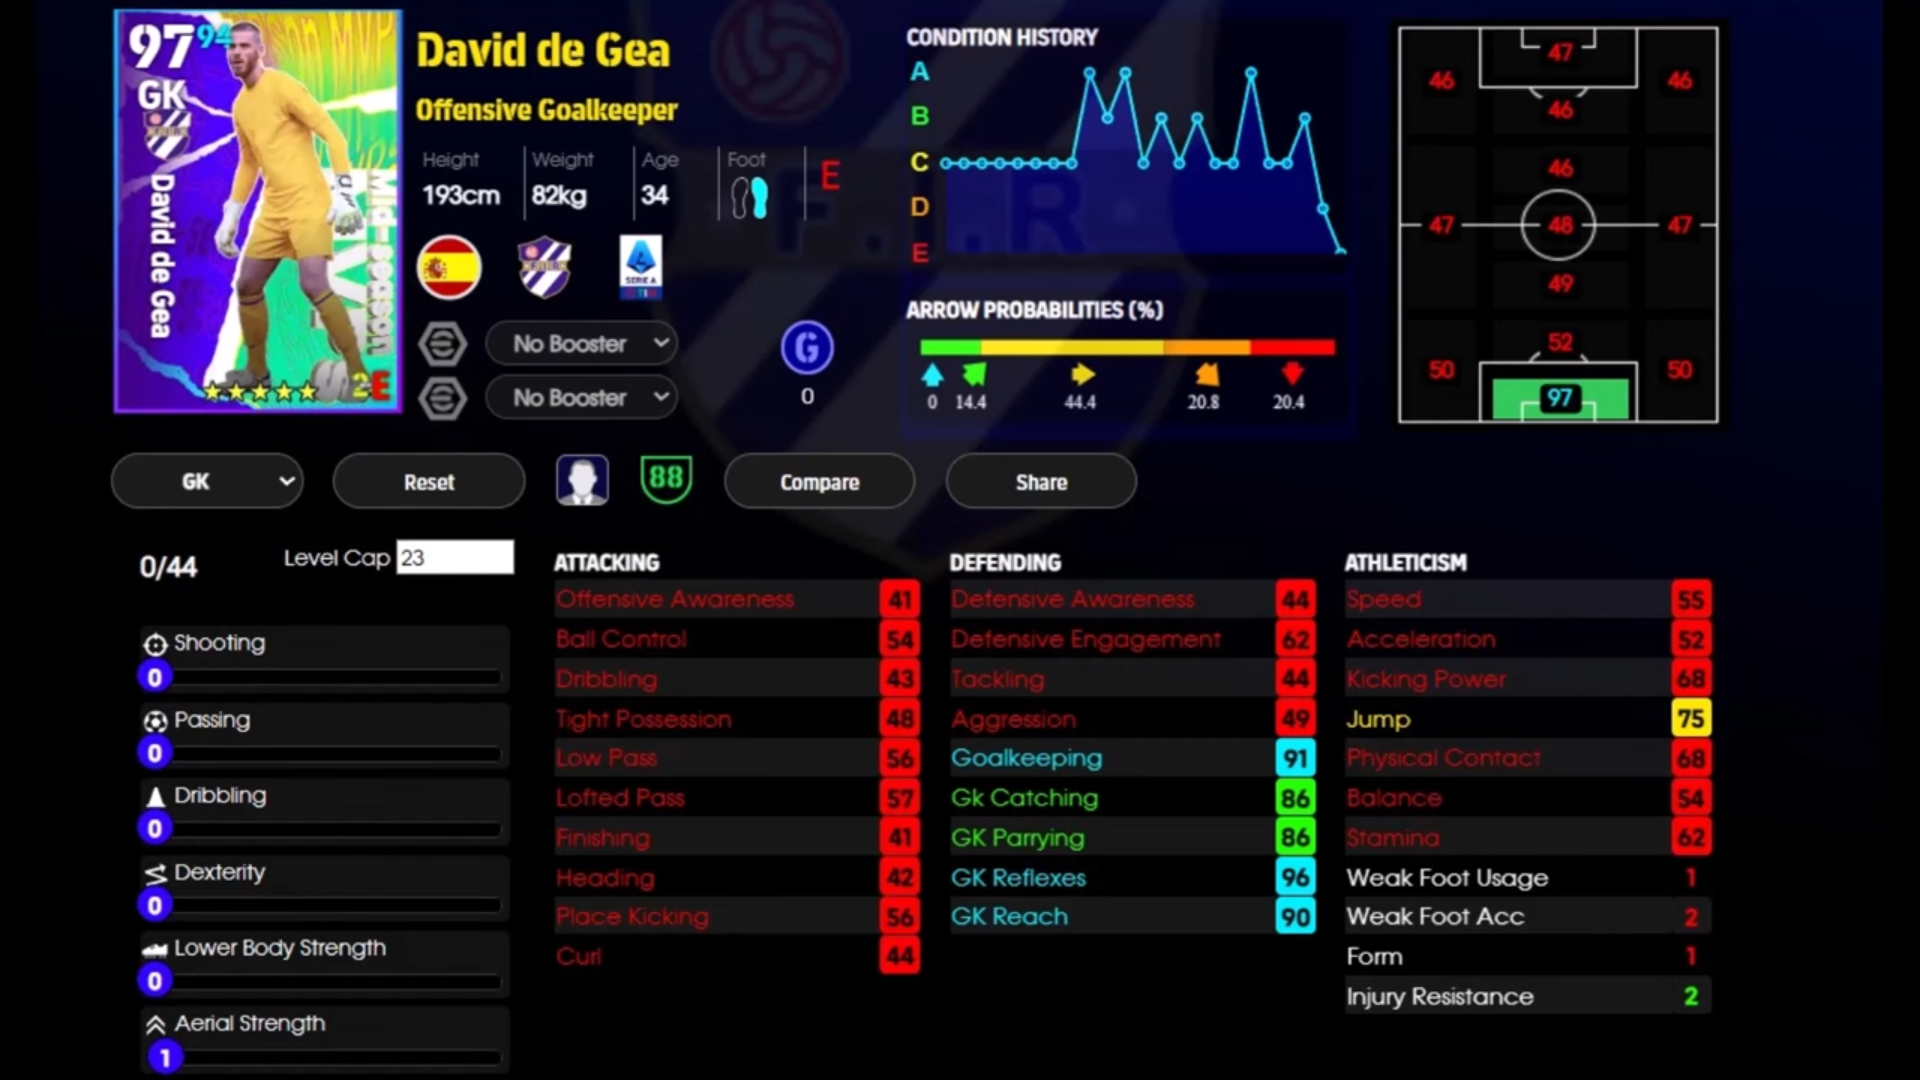 97 94
GK
David de Gea
Mid-season
2 E
David de Gea
Offensive Goalkeeper
Height Weight Age Foot
193cm 82kg 34 E
SERIE A
No Booster
No Booster
G
0
CONDITION HISTORY
A
B
C
D
E
ARROW PROBABILITIES (%)
0 14.4 44.4 20.8 20.4
47
46 46
46
46
47 48 47
49
52
50 50
97
GK Reset 88 Compare Share
0/44 Level Cap 23
Shooting
0
Passing
0
Dribbling
0
Dexterity
0
Lower Body Strength
0
Aerial Strength
1
ATTACKING
Offensive Awareness 41
Ball Control 54
Dribbling 43
Tight Possession 48
Low Pass 56
Lofted Pass 57
Finishing 41
Heading 42
Place Kicking 56
Curl 44
DEFENDING
Defensive Awareness 44
Defensive Engagement 62
Tackling 44
Aggression 49
Goalkeeping 91
Gk Catching 86
GK Parrying 86
GK Reflexes 96
GK Reach 90
ATHLETICISM
Speed 55
Acceleration 52
Kicking Power 68
Jump 75
Physical Contact 68
Balance 54
Stamina 62
Weak Foot Usage 1
Weak Foot Acc 2
Form 1
Injury Resistance 2